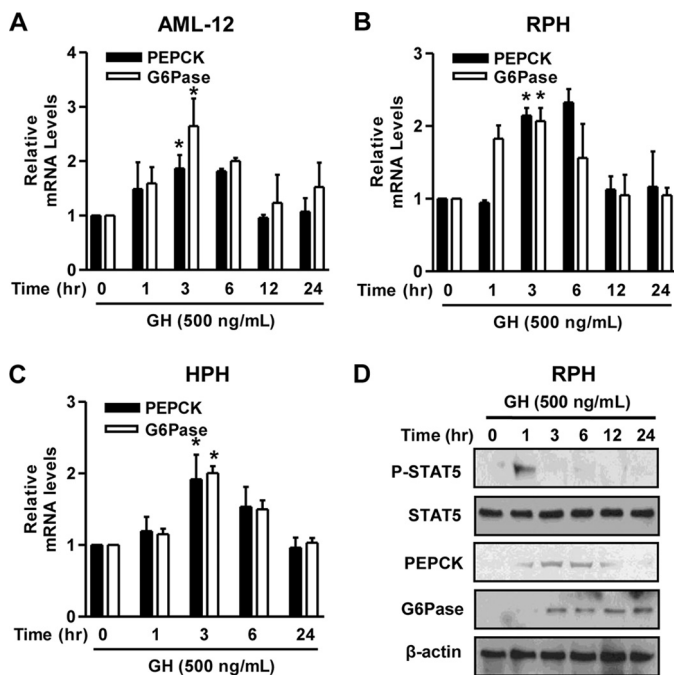 A
AML-12
PEPCK
G6Pase
Relative
mRNA Levels
4
3
2
1
0
*
*
Time (hr) 0 1 3 6 12 24
GH (500 ng/mL)
B
RPH
PEPCK
G6Pase
Relative
mRNA Levels
3
2
1
0
* *
Time (hr) 0 1 3 6 12 24
GH (500 ng/mL)
C
HPH
PEPCK
G6Pase
Relative
mRNA levels
3
2
1
0
*
*
Time (hr) 0 1 3 6 24
GH (500 ng/mL)
D
RPH
GH (500 ng/mL)
Time (hr) 0 1 3 6 12 24
P-STAT5
STAT5
PEPCK
G6Pase
β-actin